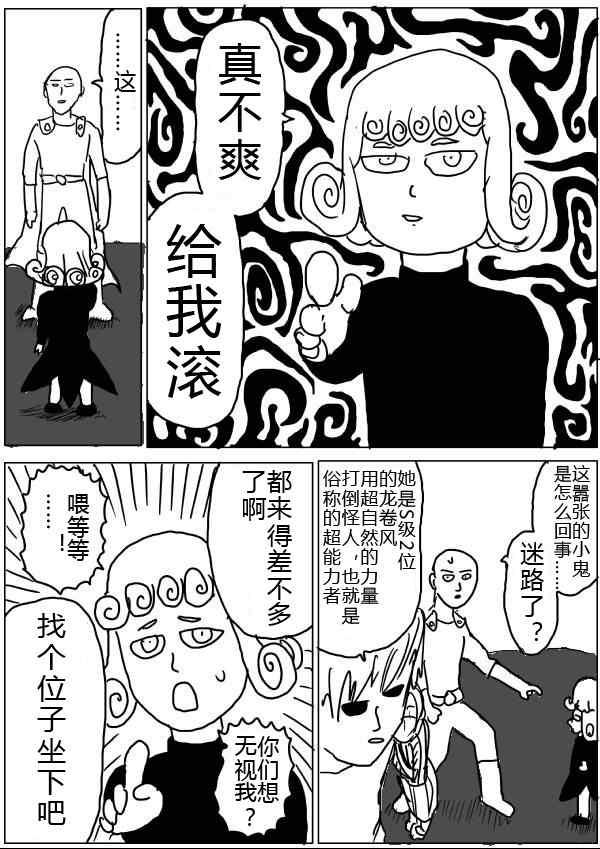 真不爽
给我滚
……这……
这嚣张的小鬼
是怎么回事……
迷路了?
她是S级2位
的龙卷风
用超自然的力量
打倒怪人,也就是
俗称的超能力者
都来得差不多
了啊
喂等等
……!
你们想
无视我?
找个位子坐下吧